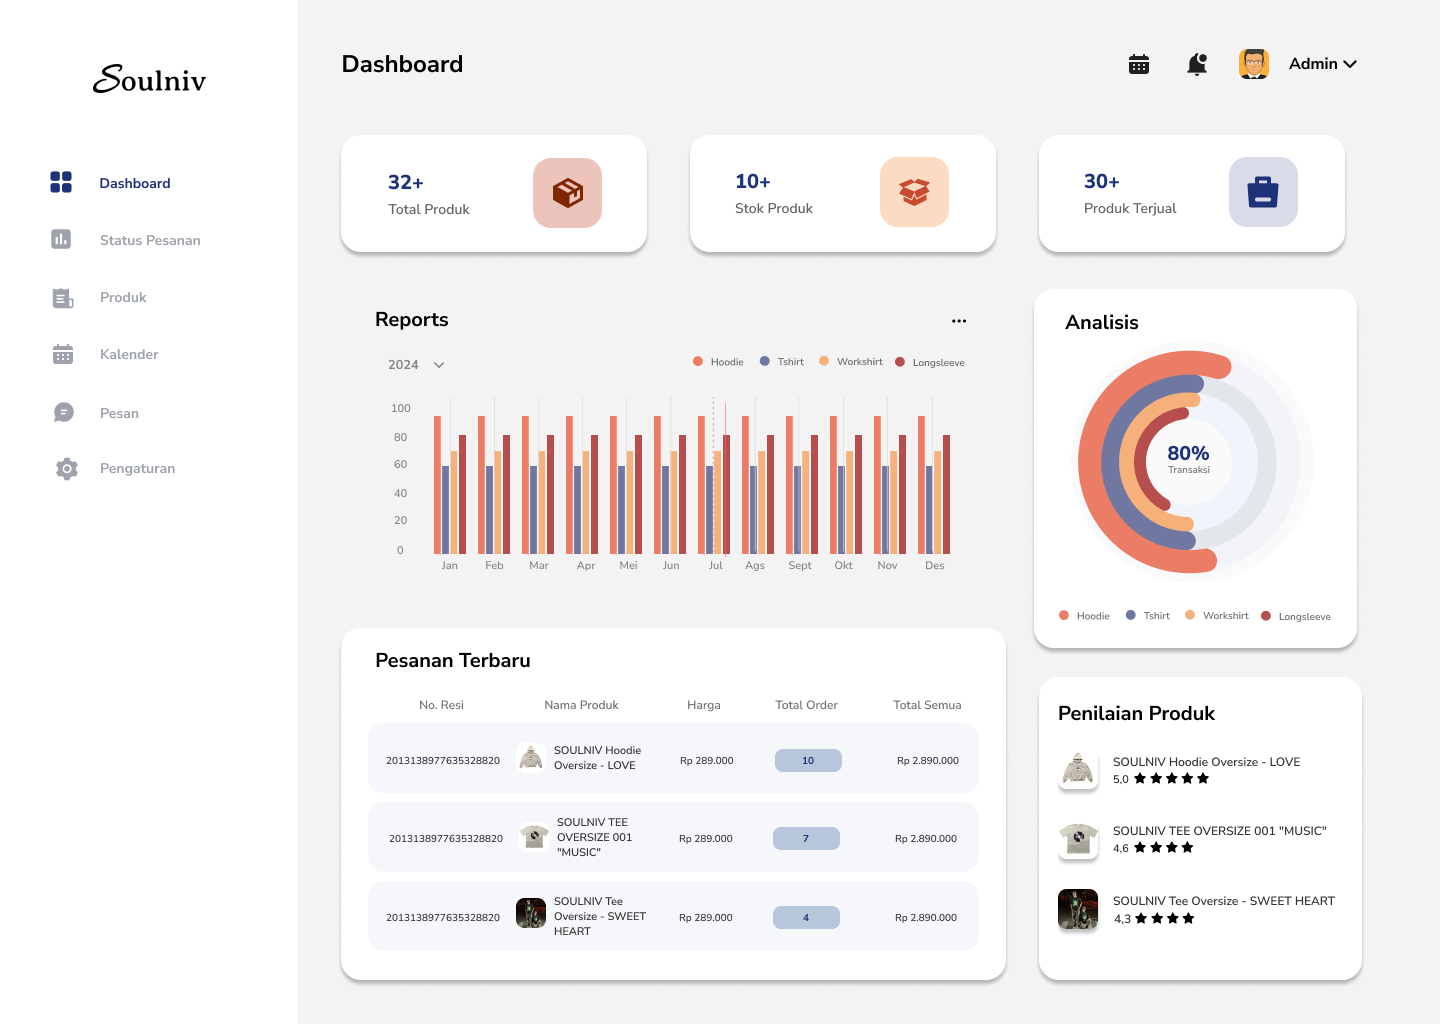 Soulniv
Dashboard
Status Pesanan
Produk
Kalender
Pesan
Pengaturan
Dashboard
Admin
32+
Total Produk
10+
Stok Produk
30+
Produk Terjual
Reports
2024
Hoodie Tshirt Workshirt Longsleeve
100
80
60
40
20
0
Jan Feb Mar Apr Mei Jun Jul Ags Sept Okt Nov Des
Analisis
80%
Transaksi
Hoodie Tshirt Workshirt Longsleeve
Pesanan Terbaru
No. Resi Nama Produk Harga Total Order Total Semua
2013138977635328820 SOULNIV Hoodie Rp 289.000 10 Rp 2.890.000
Oversize - LOVE
SOULNIV TEE
2013138977635328820 OVERSIZE 001 Rp 289.000 7 Rp 2.890.000
"MUSIC"
SOULNIV Tee
2013138977635328820 Oversize - SWEET Rp 289.000 4 Rp 2.890.000
HEART
Penilaian Produk
SOULNIV Hoodie Oversize - LOVE
5,0
SOULNIV TEE OVERSIZE 001 "MUSIC"
4,6
SOULNIV Tee Oversize - SWEET HEART
4,3